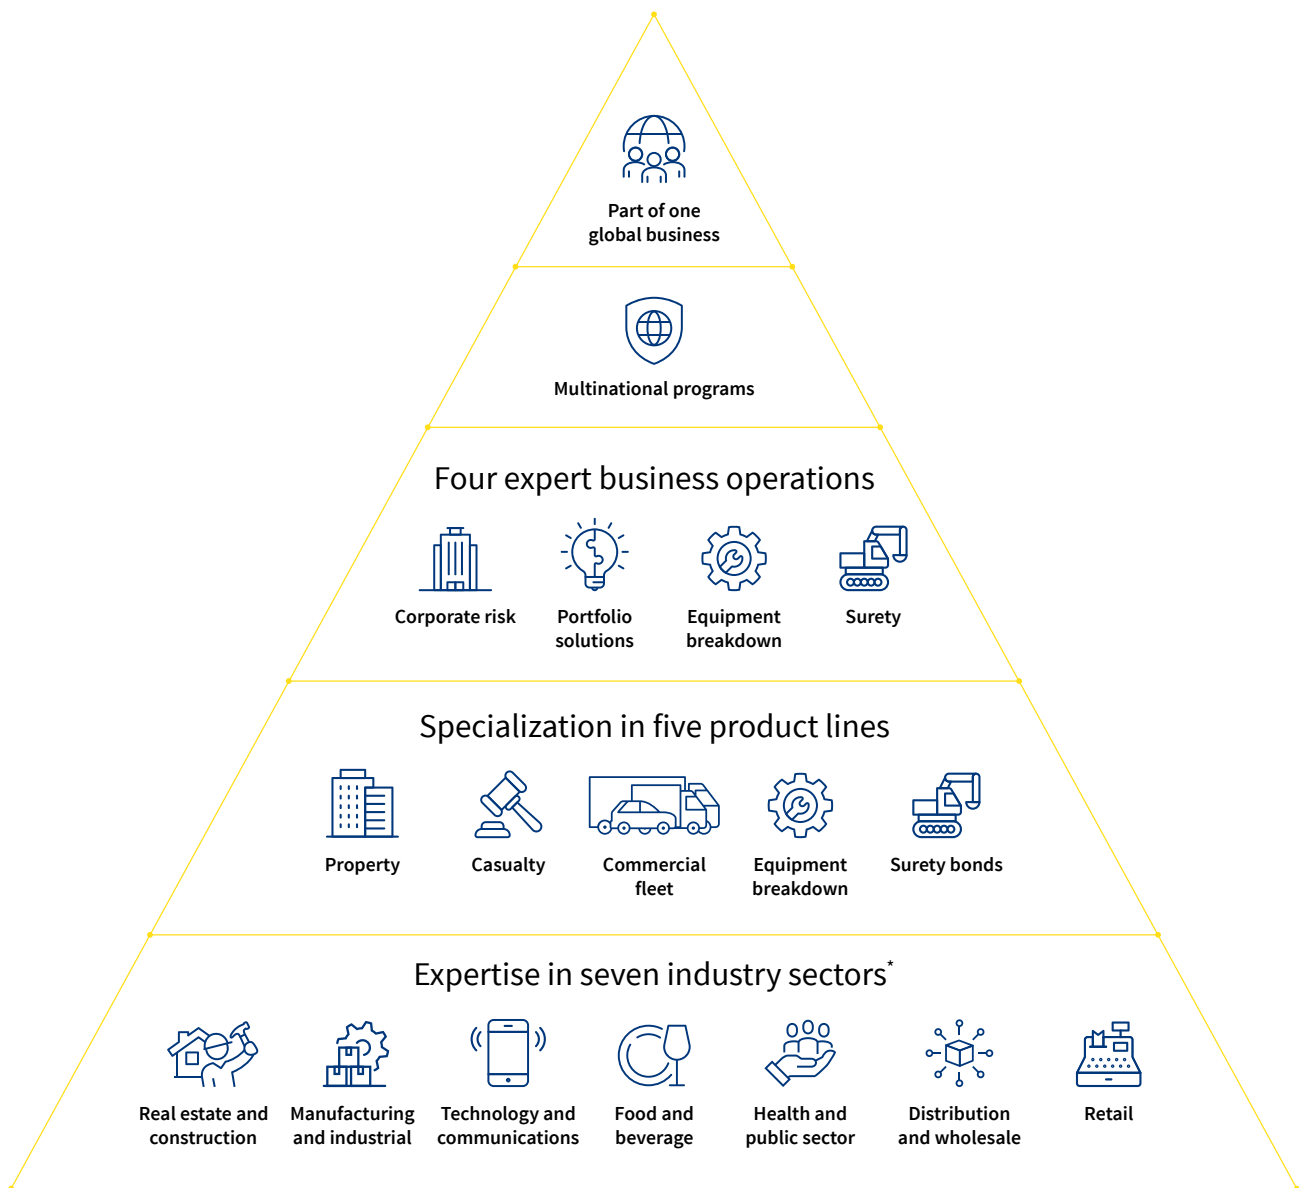 Part of one
global business
Multinational programs
Four expert business operations
Corporate risk
Portfolio
solutions
Equipment
breakdown
Surety
Specialization in five product lines
Property
Casualty
Commercial
fleet
Equipment
breakdown
Surety bonds
Expertise in seven industry sectors*
Real estate and
construction
Manufacturing
and industrial
Technology and
communications
Food and
beverage
Health and
public sector
Distribution
and wholesale
Retail